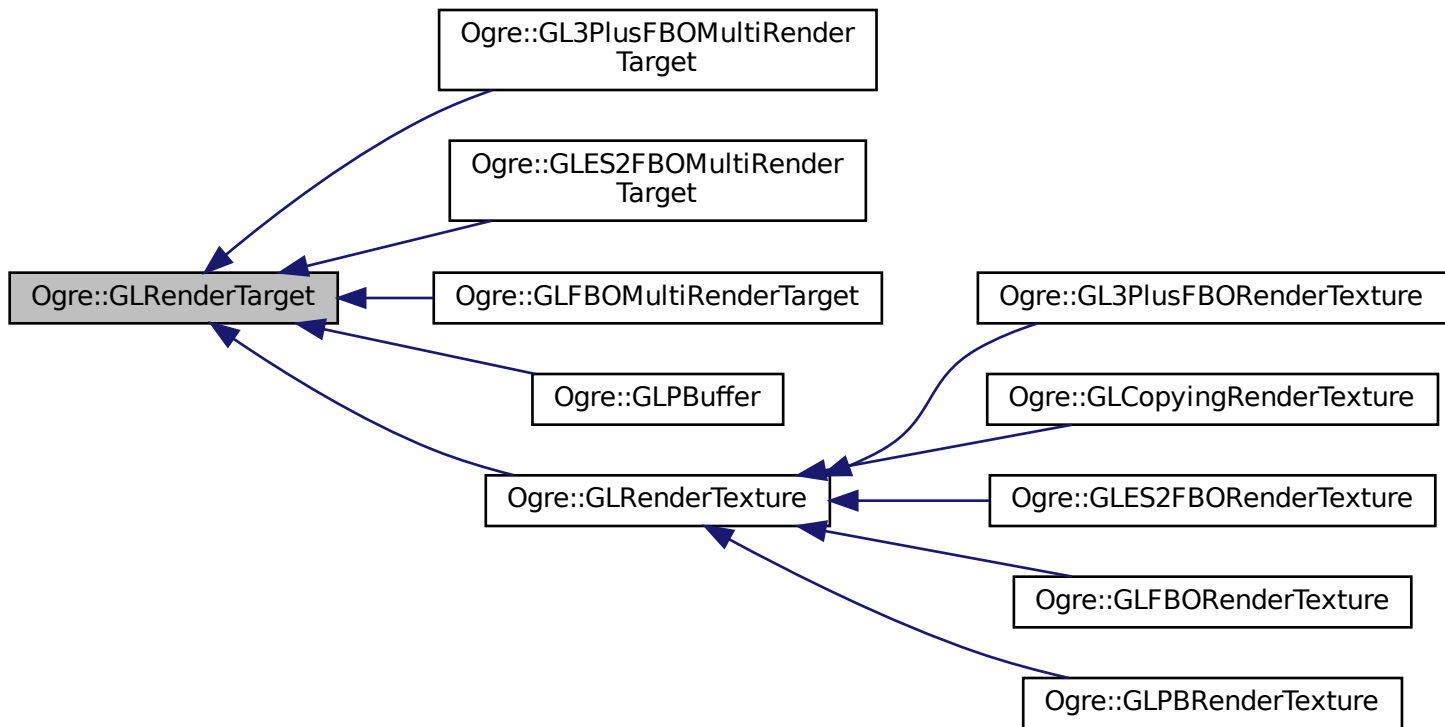 Ogre::GL3PlusFBOMultiRender
Target
Ogre::GLES2FBOMultiRender
Target
Ogre::GLRenderTarget
Ogre::GLFBOMultiRenderTarget
Ogre::GL3PlusFBORenderTexture
Ogre::GLPBuffer
Ogre::GLCopyingRenderTexture
Ogre::GLRenderTexture
Ogre::GLES2FBORenderTexture
Ogre::GLFBORenderTexture
Ogre::GLPBRenderTexture